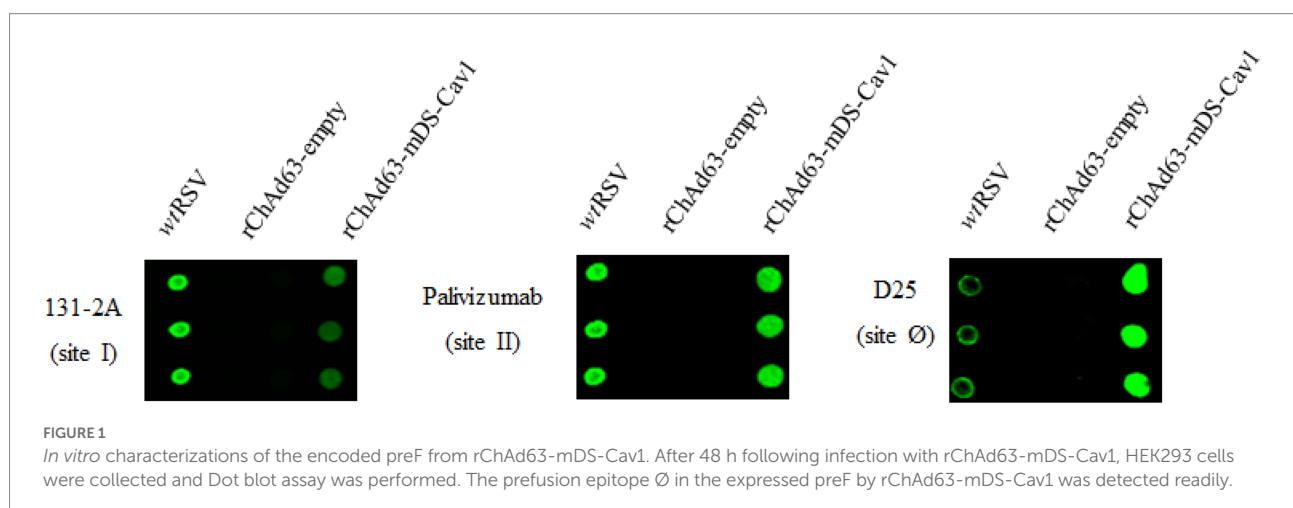 wtRSV
rChAd63-empty
rChAd63-mDS-Cav1
131-2A
(site I)
wtRSV
rChAd63-empty
rChAd63-mDS-Cav1
Palivizumab
(site II)
wtRSV
rChAd63-empty
rChAd63-mDS-Cav1
D25
(site Ø)
FIGURE 1
In vitro characterizations of the encoded preF from rChAd63-mDS-Cav1. After 48 h following infection with rChAd63-mDS-Cav1, HEK293 cells
were collected and Dot blot assay was performed. The prefusion epitope Ø in the expressed preF by rChAd63-mDS-Cav1 was detected readily.